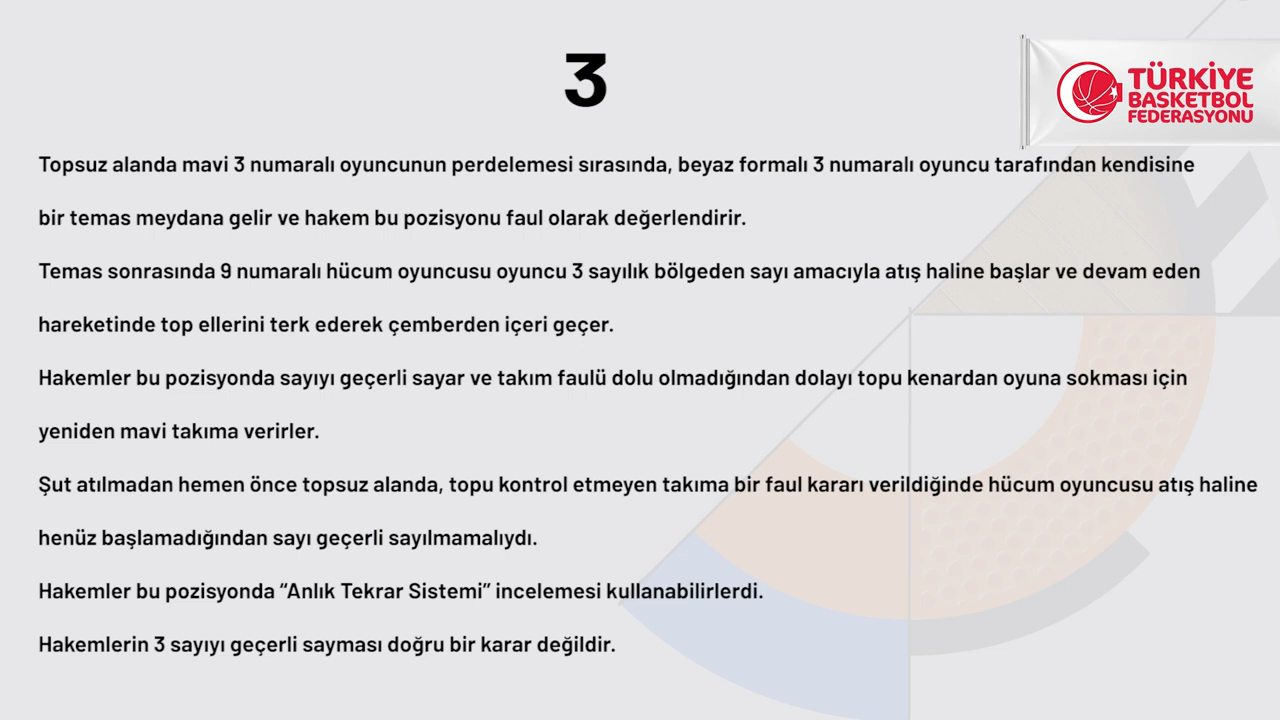 3
TÜRKİYE
BASKETBOL
FEDERASYONU
Topsuz alanda mavi 3 numaralı oyuncunun perdelemesi sırasında, beyaz formalı 3 numaralı oyuncu tarafından kendisine
bir temas meydana gelir ve hakem bu pozisyonu faul olarak değerlendirir.
Temas sonrasında 9 numaralı hücum oyuncusu oyuncu 3 sayılık bölgeden sayı amacıyla atış haline başlar ve devam eden
hareketinde top ellerini terk ederek çemberden içeri geçer.
Hakemler bu pozisyonda sayıyı geçerli sayar ve takım faulü dolu olmadığından dolayı topu kenardan oyuna sokması için
yeniden mavi takıma verirler.
Şut atılmadan hemen önce topsuz alanda, topu kontrol etmeyen takıma bir faul kararı verildiğinde hücum oyuncusu atış haline
henüz başlamadığından sayı geçerli sayılmamalıydı.
Hakemler bu pozisyonda “Anlık Tekrar Sistemi” incelemesi kullanabilirlerdi.
Hakemlerin 3 sayıyı geçerli sayması doğru bir karar değildir.